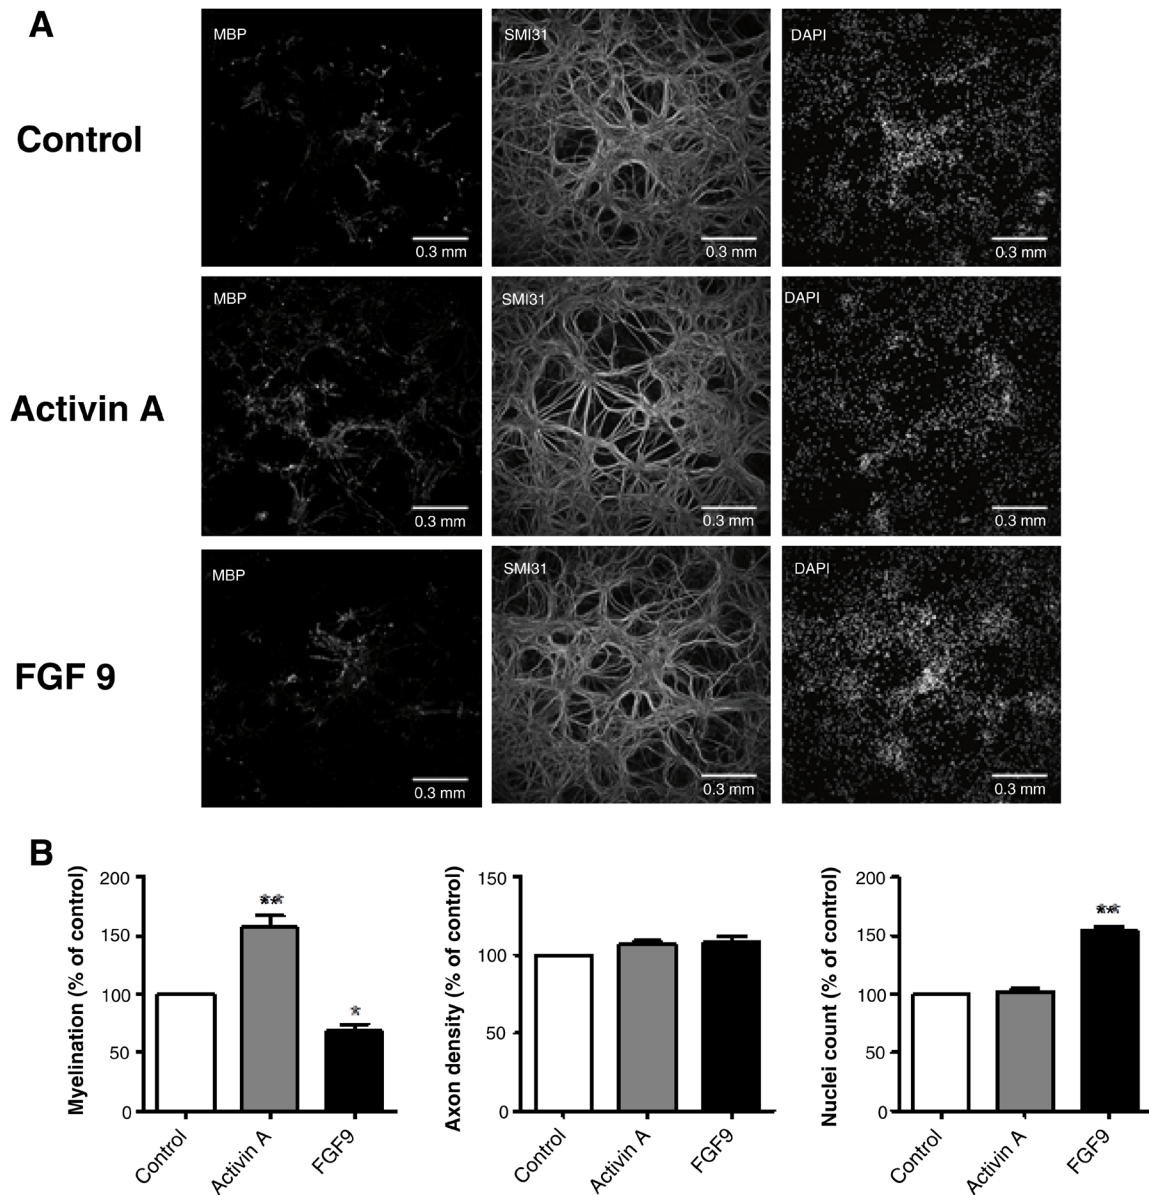 A
MBP
SMI31
DAPI
Control
0.3 mm
0.3 mm
0.3 mm
MBP
SMI31
DAPI
Activin A
0.3 mm
0.3 mm
0.3 mm
MBP
SMI31
DAPI
FGF 9
0.3 mm
0.3 mm
0.3 mm
B
Myelination (% of control)
200
150
100
50
0
**
*
Control
Activin A
FGF9
Axon density (% of control)
150
100
50
0
Control
Activin A
FGF9
Nuclei count (% of control)
200
150
100
50
0
**
Control
Activin A
FGF9